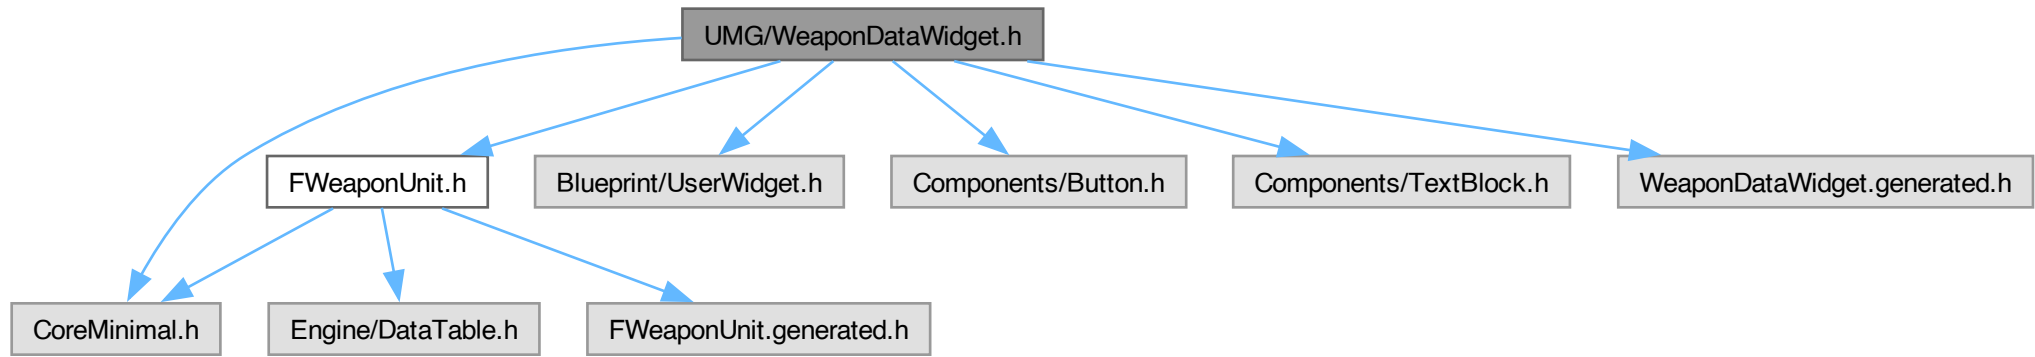 UMG/WeaponDataWidget.h
FWeaponUnit.h
Blueprint/UserWidget.h
Components/Button.h
Components/TextBlock.h
WeaponDataWidget.generated.h
CoreMinimal.h
Engine/DataTable.h
FWeaponUnit.generated.h